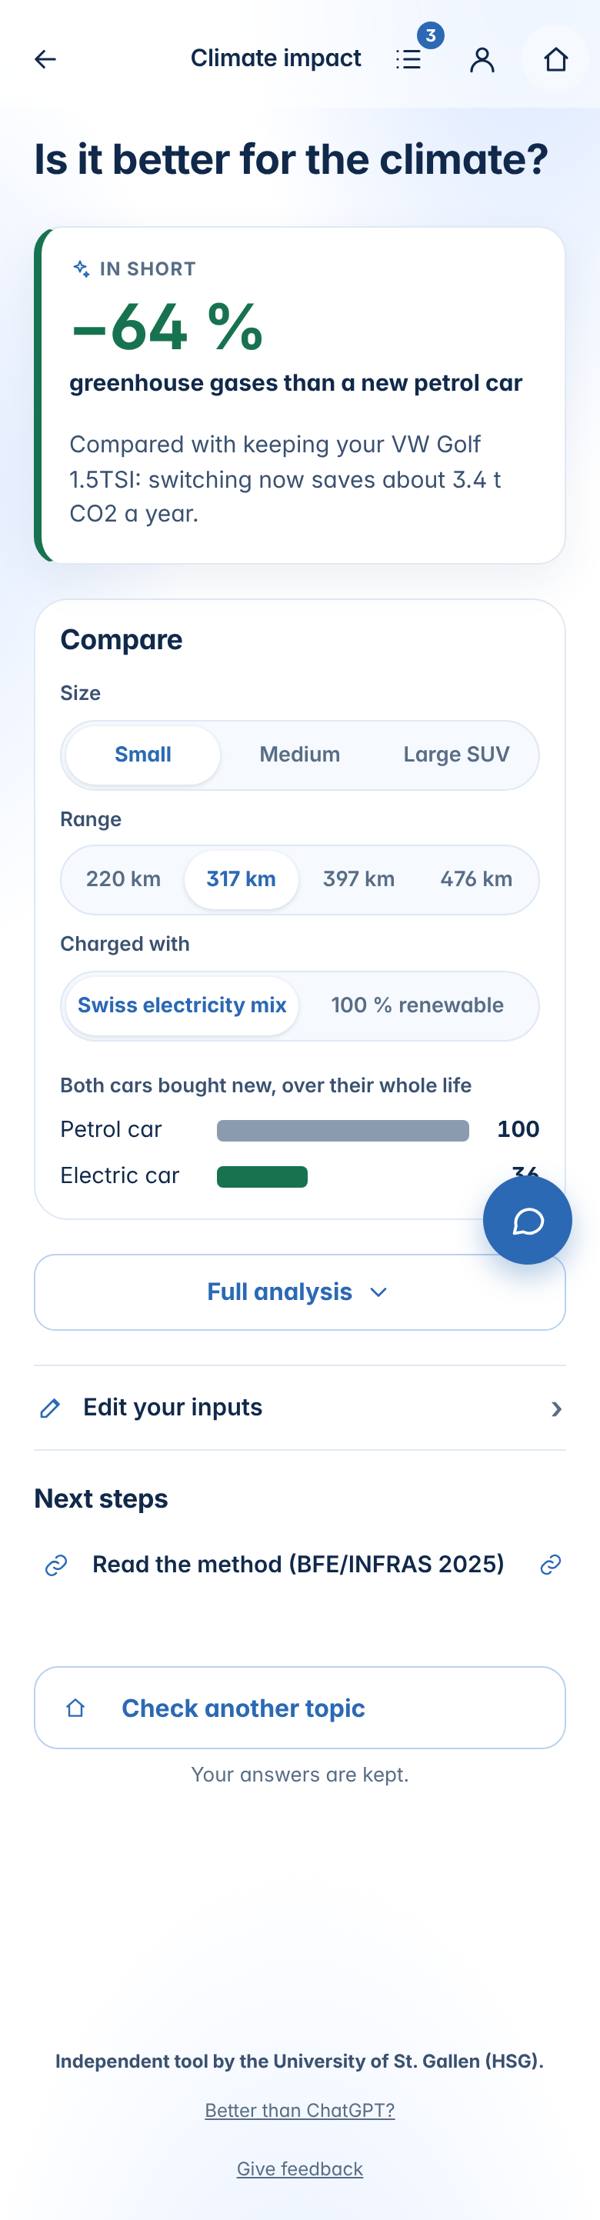 Climate impact
3
Is it better for the climate?
IN SHORT
−64 %
greenhouse gases than a new petrol car
Compared with keeping your VW Golf
1.5TSI: switching now saves about 3.4 t
CO2 a year.
Compare
Size
Small Medium Large SUV
Range
220 km 317 km 397 km 476 km
Charged with
Swiss electricity mix 100 % renewable
Both cars bought new, over their whole life
Petrol car 100
Electric car
Full analysis
Edit your inputs
Next steps
Read the method (BFE/INFRAS 2025)
Check another topic
Your answers are kept.
Independent tool by the University of St. Gallen (HSG).
Better than ChatGPT?
Give feedback